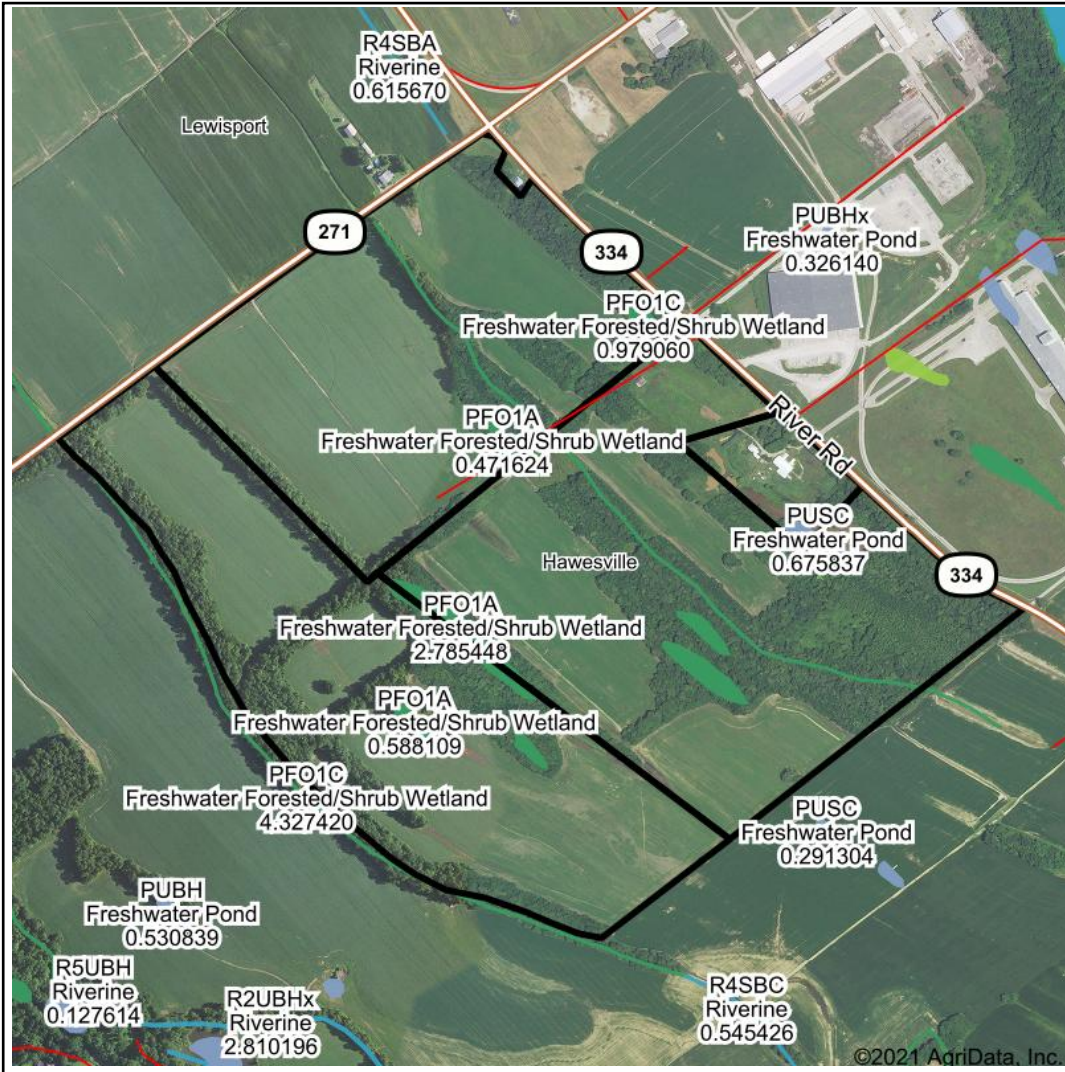 R4SBA
Riverine
0.615670
Lewisport
271
334
PUBHx
Freshwater Pond
0.326140
PFO1C
Freshwater Forested/Shrub Wetland
0.979060
PFO1A
Freshwater Forested/Shrub Wetland
0.471624
River Rd
PUSC
Freshwater Pond
0.675837
Hawesville
334
PFO1A
Freshwater Forested/Shrub Wetland
2.785448
PFO1A
Freshwater Forested/Shrub Wetland
0.588109
PFO1C
Freshwater Forested/Shrub Wetland
4.327420
PUSC
Freshwater Pond
0.291304
PUBH
Freshwater Pond
0.530839
R5UBH
Riverine
0.127614
R2UBHx
Riverine
2.810196
R4SBC
Riverine
0.545426
©2021 AgriData, Inc.